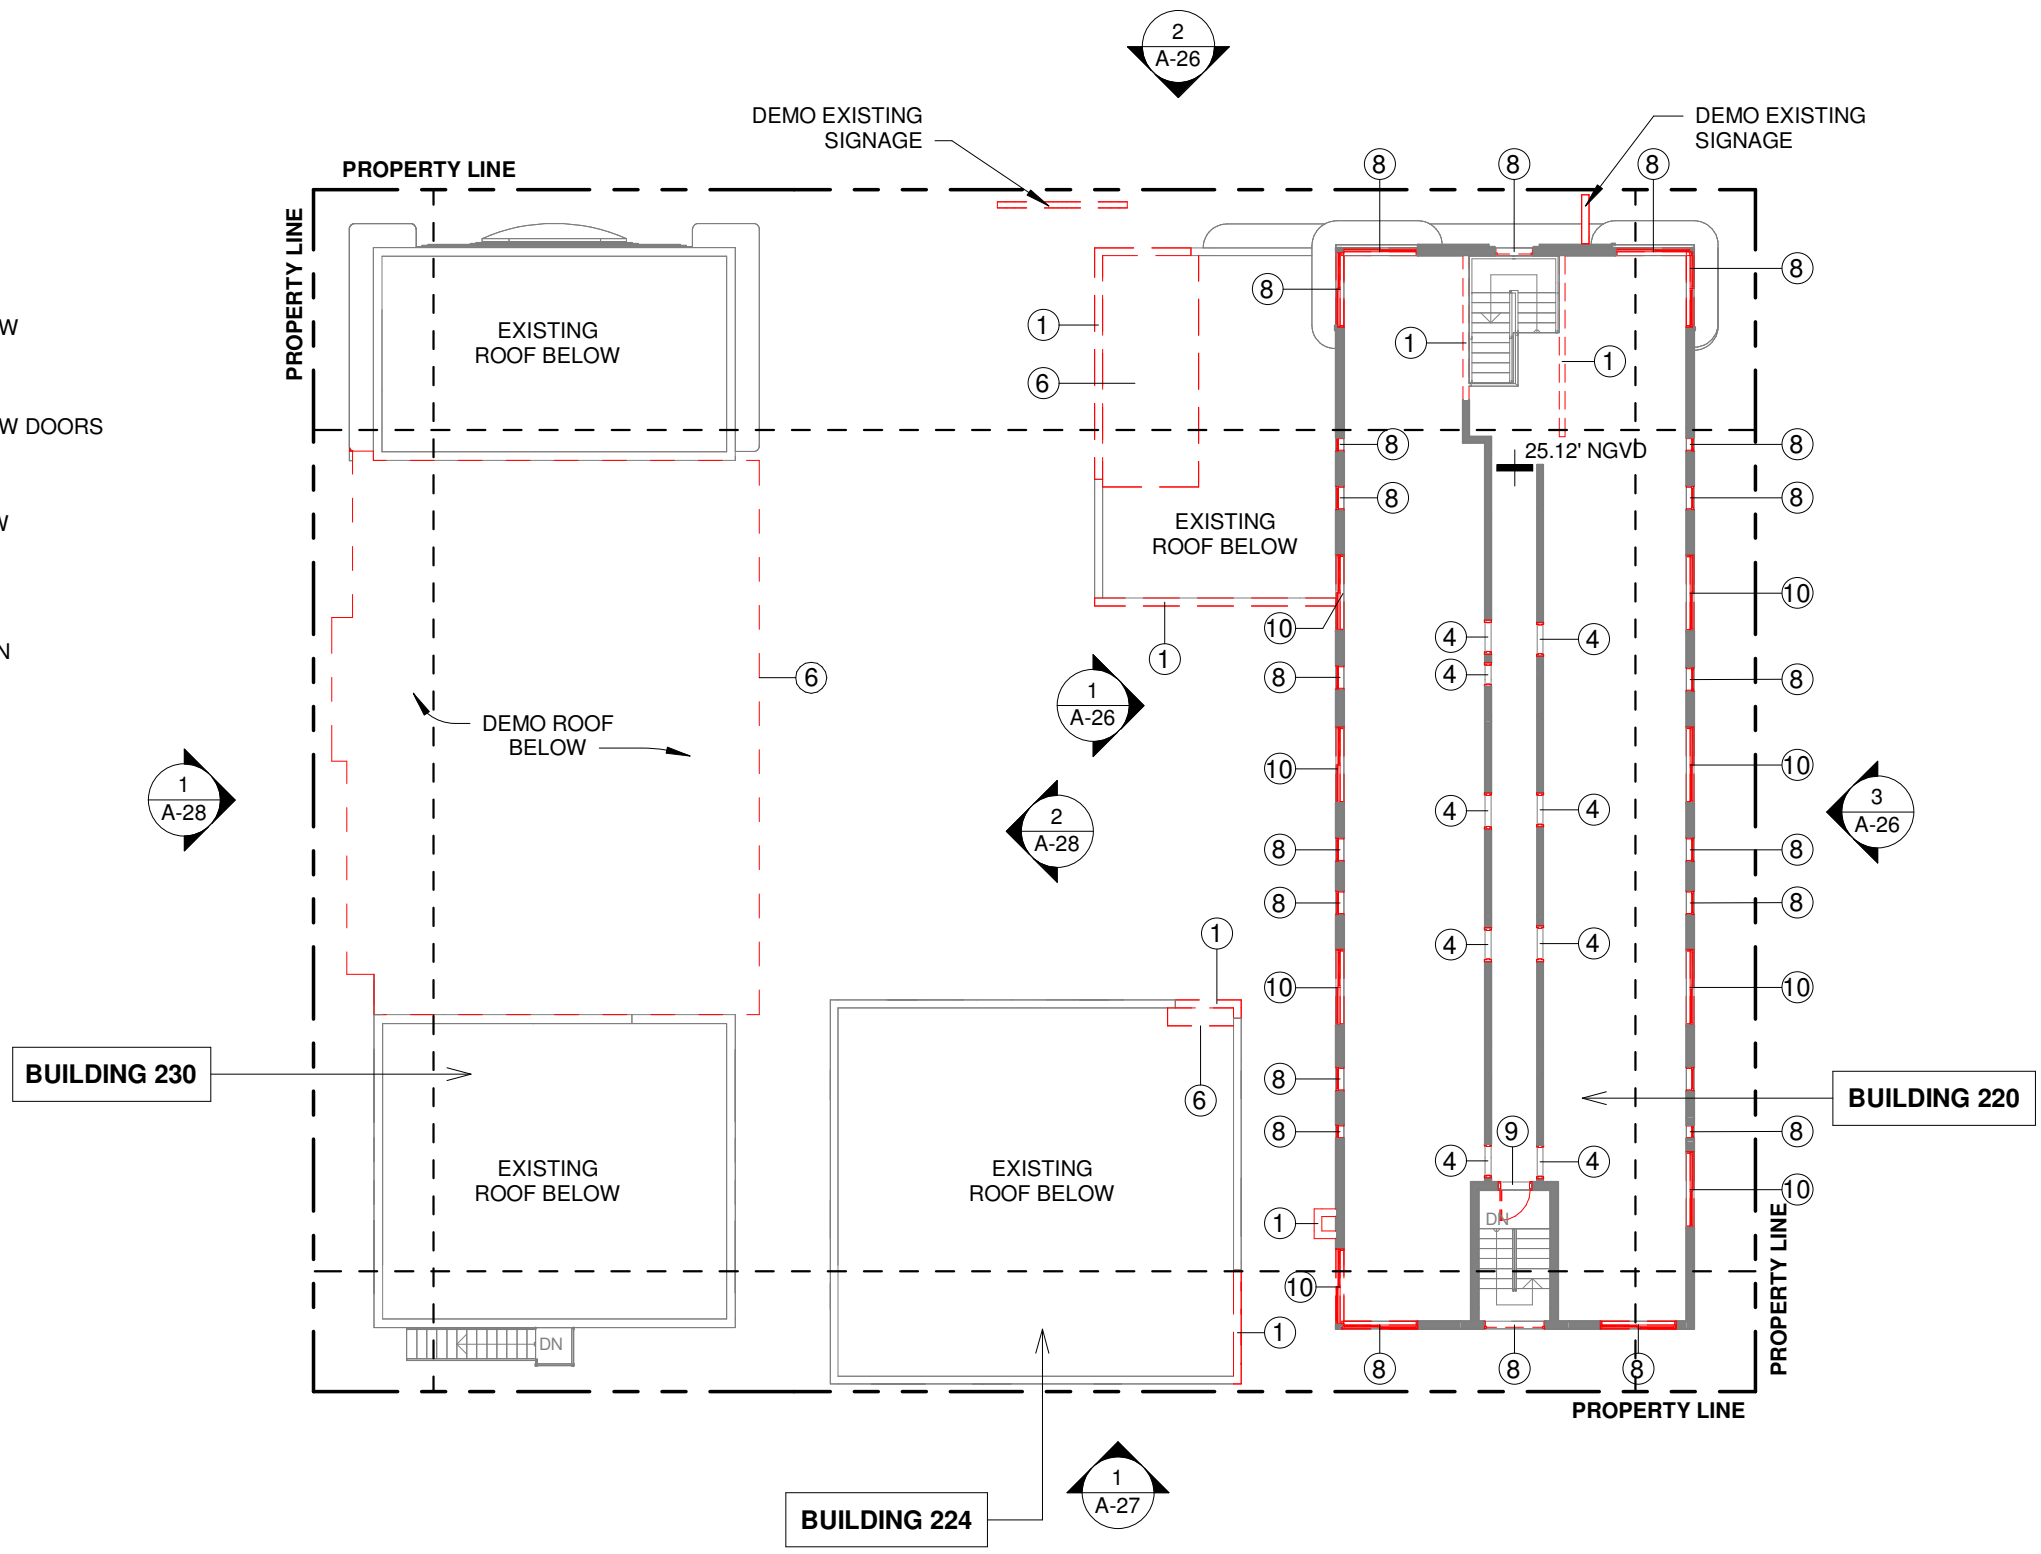 2
A-26
DEMO EXISTING
SIGNAGE
DEMO EXISTING
SIGNAGE
PROPERTY LINE
8
8
8
PROPERTY LINE
8
8
W
EXISTING
ROOF BELOW
1
1
1
6
W DOORS
8
8
25.12' NGVD
8
8
EXISTING
ROOF BELOW
10
10
4
4
1
N
6
8
4
8
1
A-26
DEMO ROOF
BELOW
10
10
1
A-28
2
A-28
4
4
3
A-26
8
8
8
8
1
4
4
10
10
BUILDING 230
8
6
BUILDING 220
8
9
8
EXISTING
ROOF BELOW
EXISTING
ROOF BELOW
4
4
10
1
DN
PROPERTY LINE
10
1
DN
8
8
8
PROPERTY LINE
1
A-27
BUILDING 224